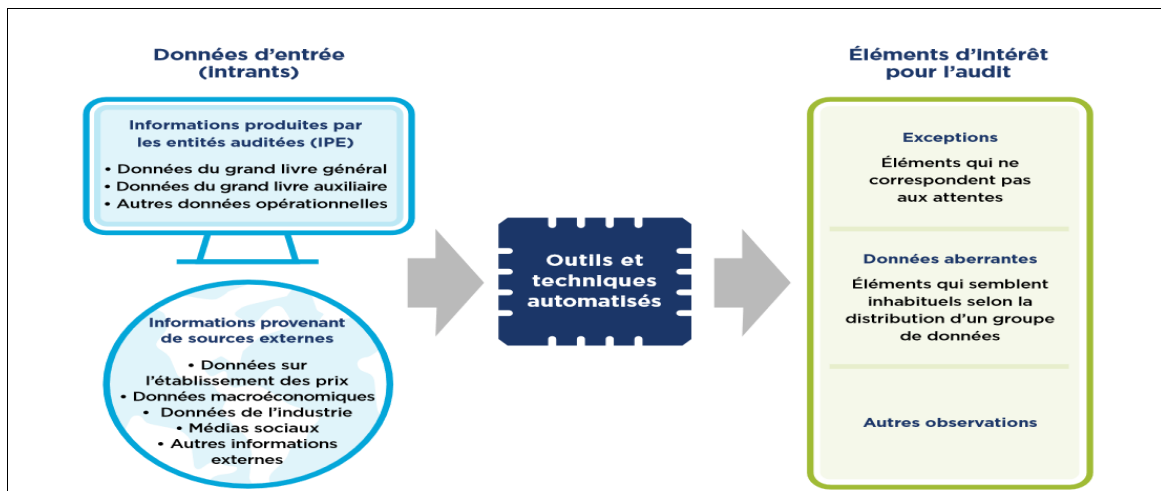 Données d'entrée
(Intrants)
Informations produites par
les entités auditées (IPE)
• Données du grand livre général
• Données du grand livre auxiliaire
• Autres données opérationnelles
Informations provenant
de sources externes
• Données sur
l'établissement des prix
• Données macroéconomiques
• Données de l'industrie
• Médias sociaux
• Autres informations
externes
Outils et
techniques
automatisés
Éléments d'intérêt
pour l'audit
Exceptions
Éléments qui ne
correspondent pas
aux attentes
Données aberrantes
Éléments qui semblent
inhabituels selon la
distribution d'un groupe
de données
Autres observations